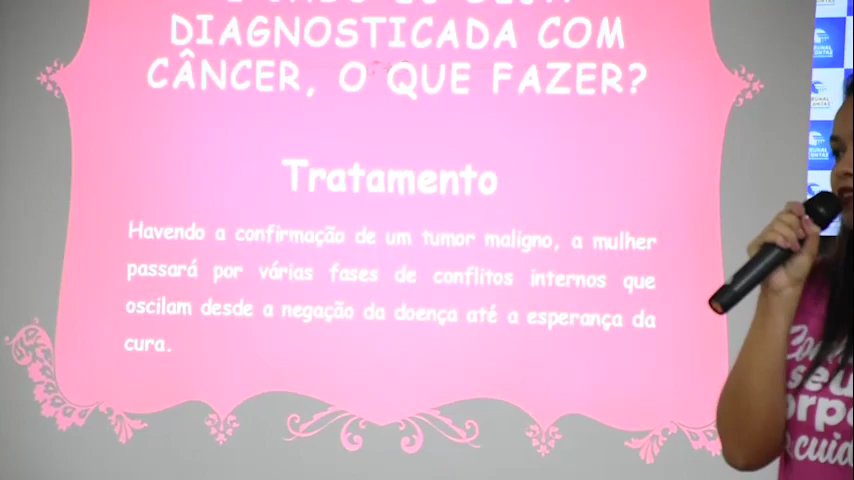 DIAGNOSTICADA COM
CÂNCER, O QUE FAZER?
Tratamento
Havendo a confirmação de um tumor maligno, a mulher
passará por várias fases de conflitos internos que
oscilam desde a negação da doença até a esperança da
cura.
seu